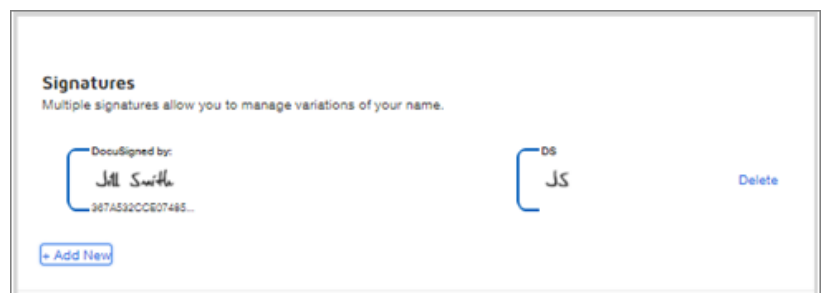 Signatures
Multiple signatures allow you to manage variations of your name.
DocuSigned by:
DS
Jill Smith
JS
Delete
367A532CCE07485...
+ Add New